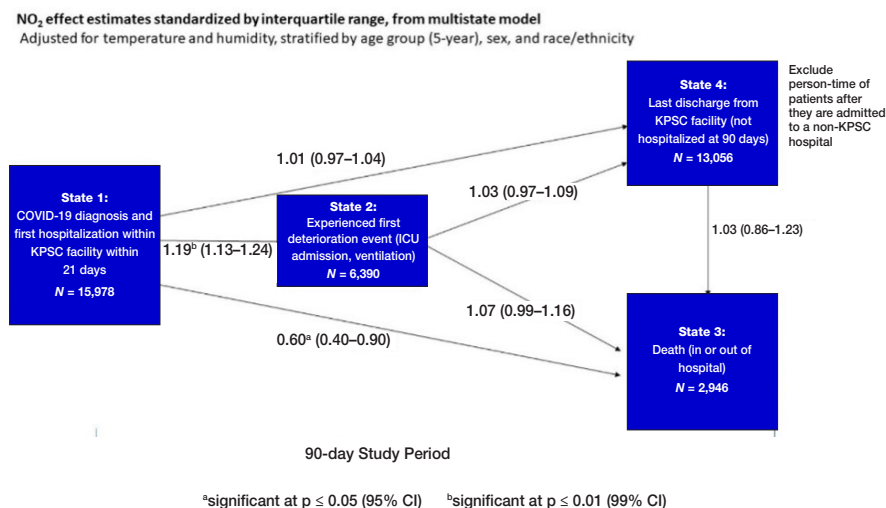 NO₂ effect estimates standardized by interquartile range, from multistate model
Adjusted for temperature and humidity, stratified by age group (5-year), sex, and race/ethnicity
State 4:
Last discharge from
KPSC facility (not
hospitalized at 90 days)
N = 13,056
Exclude
person-time of
patients after
they are admitted
to a non-KPSC
hospital
1.01 (0.97–1.04)
State 1:
COVID-19 diagnosis and
first hospitalization within
KPSC facility within
21 days
N = 15,978
1.03 (0.97–1.09)
State 2:
Experienced first
deterioration event (ICU
admission, ventilation)
N = 6,390
1.19ᵇ (1.13–1.24)
1.03 (0.86–1.23)
1.07 (0.99–1.16)
0.60ᵃ (0.40–0.90)
State 3:
Death (in or out of
hospital)
N = 2,946
90-day Study Period
ᵃsignificant at p ≤ 0.05 (95% CI) ᵇsignificant at p ≤ 0.01 (99% CI)